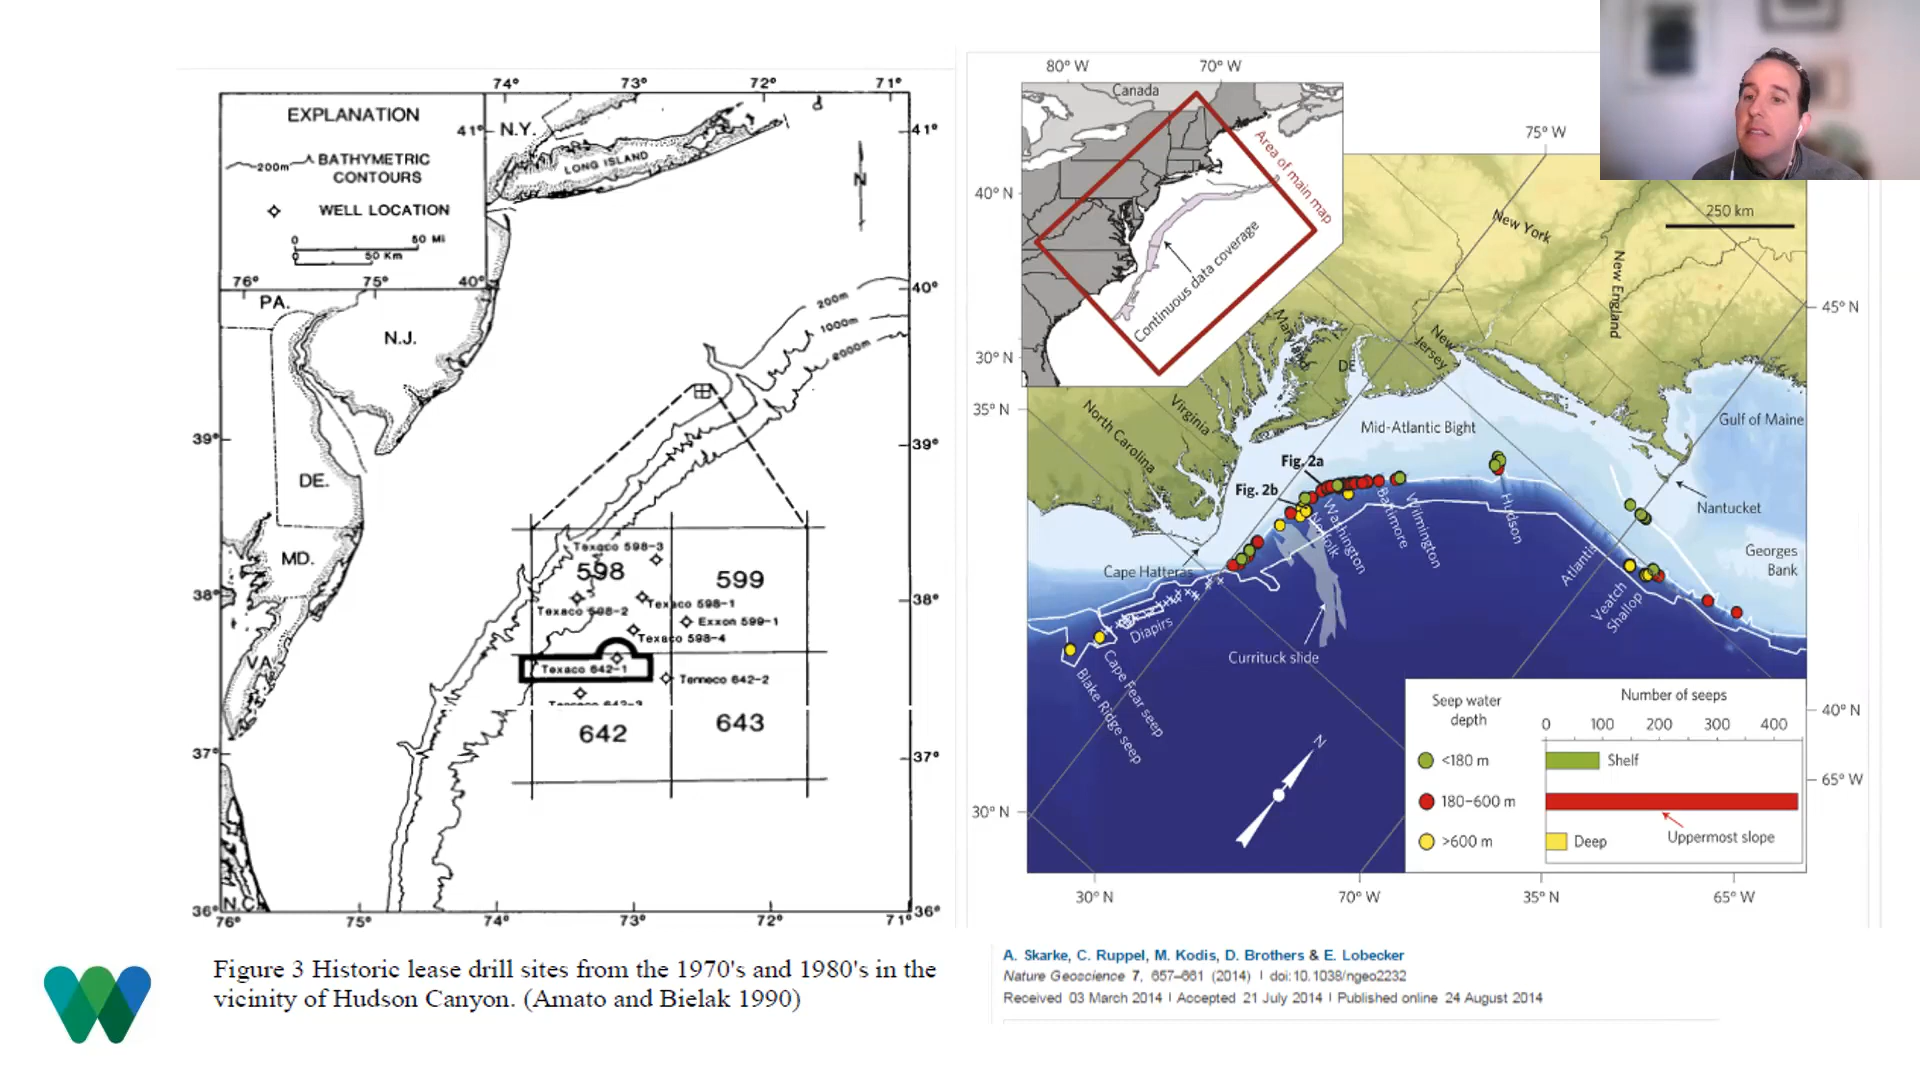 74°
73°
72°
71°
EXPLANATION
200m
BATHYMETRIC
CONTOURS
WELL LOCATION
0
50 Mi
0
50 Km
76°
75°
40°
41°
N.Y.
LONG ISLAND
41°
N
PA.
N.J.
40°
200m
1000m
2000m
39°
39°
DE.
MD.
38°
38°
VA.
37°
37°
N.C.
36°
36°
76°
75°
74°
73°
72°
71°
Texaco 598-3
598
599
Texaco 598-2
Texaco 598-1
Exxon 599-1
Texaco 598-4
Texaco 642-1
Tenneco 642-2
642
643
Figure 3 Historic lease drill sites from the 1970's and 1980's in the
vicinity of Hudson Canyon. (Amato and Bielak 1990)
80° W
70° W
75° W
Canada
Area of main map
Continuous data coverage
40° N
30° N
35° N
30° N
250 km
New York
New England
45° N
DE
New
Jersey
Virginia
North Carolina
Mid-Atlantic Bight
Gulf of Maine
Fig. 2a
Fig. 2b
Norfolk
Washington
Baltimore
Wilmington
Hudson
Atlantis
Veatch
Shallop
Nantucket
Georges
Bank
Cape Hatteras
Diapirs
Currituck slide
Cape Fear seep
Blake Ridge seep
N
Seep water
depth
Number of seeps
0 100 200 300 400
<180 m
Shelf
180–600 m
Uppermost slope
>600 m
Deep
40° N
65° W
30° N
70° W
35° N
65° W
A. Skarke, C. Ruppel, M. Kodis, D. Brothers & E. Lobecker
Nature Geoscience 7, 657–661 (2014) | doi:10.1038/ngeo2232
Received 03 March 2014 | Accepted 21 July 2014 | Published online 24 August 2014